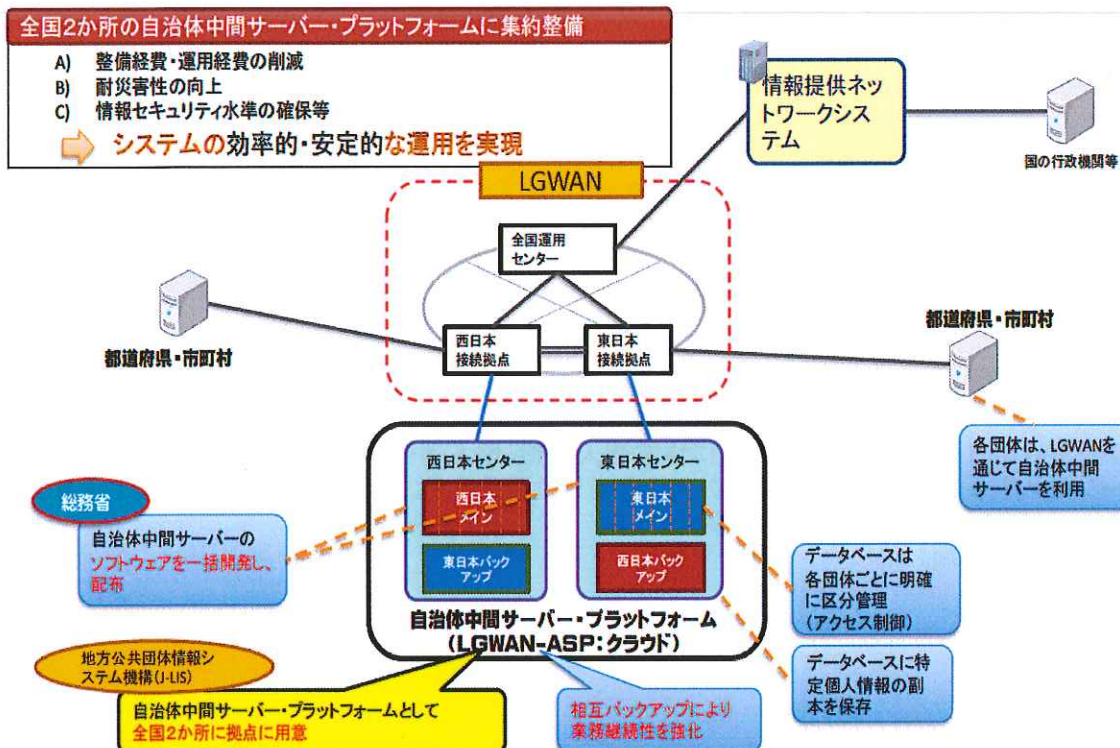 全国2か所の自治体中間サーバー・プラットフォームに集約整備
A) 整備経費・運用経費の削減
B) 耐災害性の向上
C) 情報セキュリティ水準の確保等
システムの効率的・安定的な運用を実現
情報提供ネッ
トワークシス
テム
国の行政機関等
LGWAN
全国運用
センター
西日本
接続拠点
東日本
接続拠点
都道府県・市町村
都道府県・市町村
各団体は、LGWANを
通じて自治体中間
サーバーを利用
西日本センター
西日本
メイン
東日本バック
アップ
東日本センター
東日本
メイン
西日本バック
アップ
自治体中間サーバー・プラットフォーム
(LGWAN-ASP:クラウド)
総務省
自治体中間サーバーの
ソフトウェアを一括開発し、
配布
データベースは
各団体ごとに明確
に区分管理
(アクセス制御)
データベースに特
定個人情報の副
本を保存
地方公共団体情報シ
ステム機構(J-LIS)
自治体中間サーバー・プラットフォームとして
全国2か所に拠点に用意
相互バックアップにより
業務継続性を強化